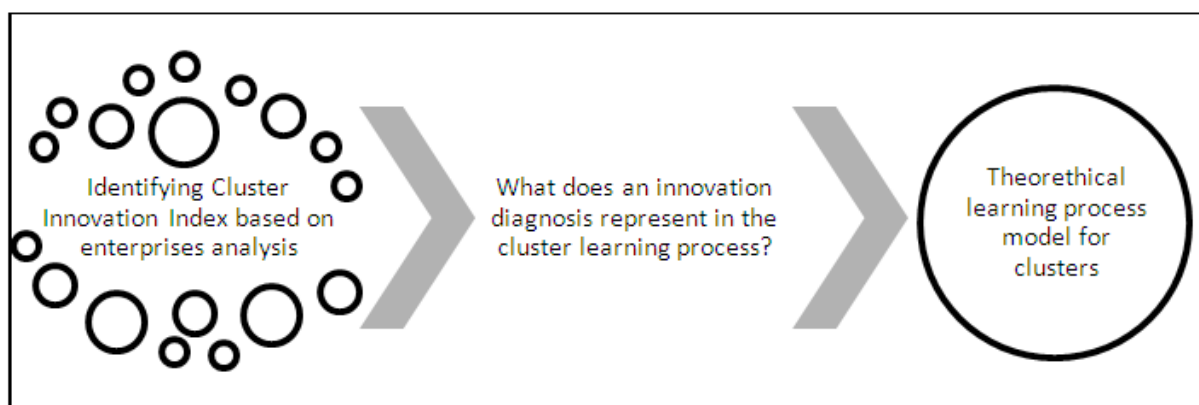 Identifying Cluster
Innovation Index based on
enterprises analysis
What does an innovation
diagnosis represent in the
cluster learning process?
Theorethical
learning process
model for
clusters